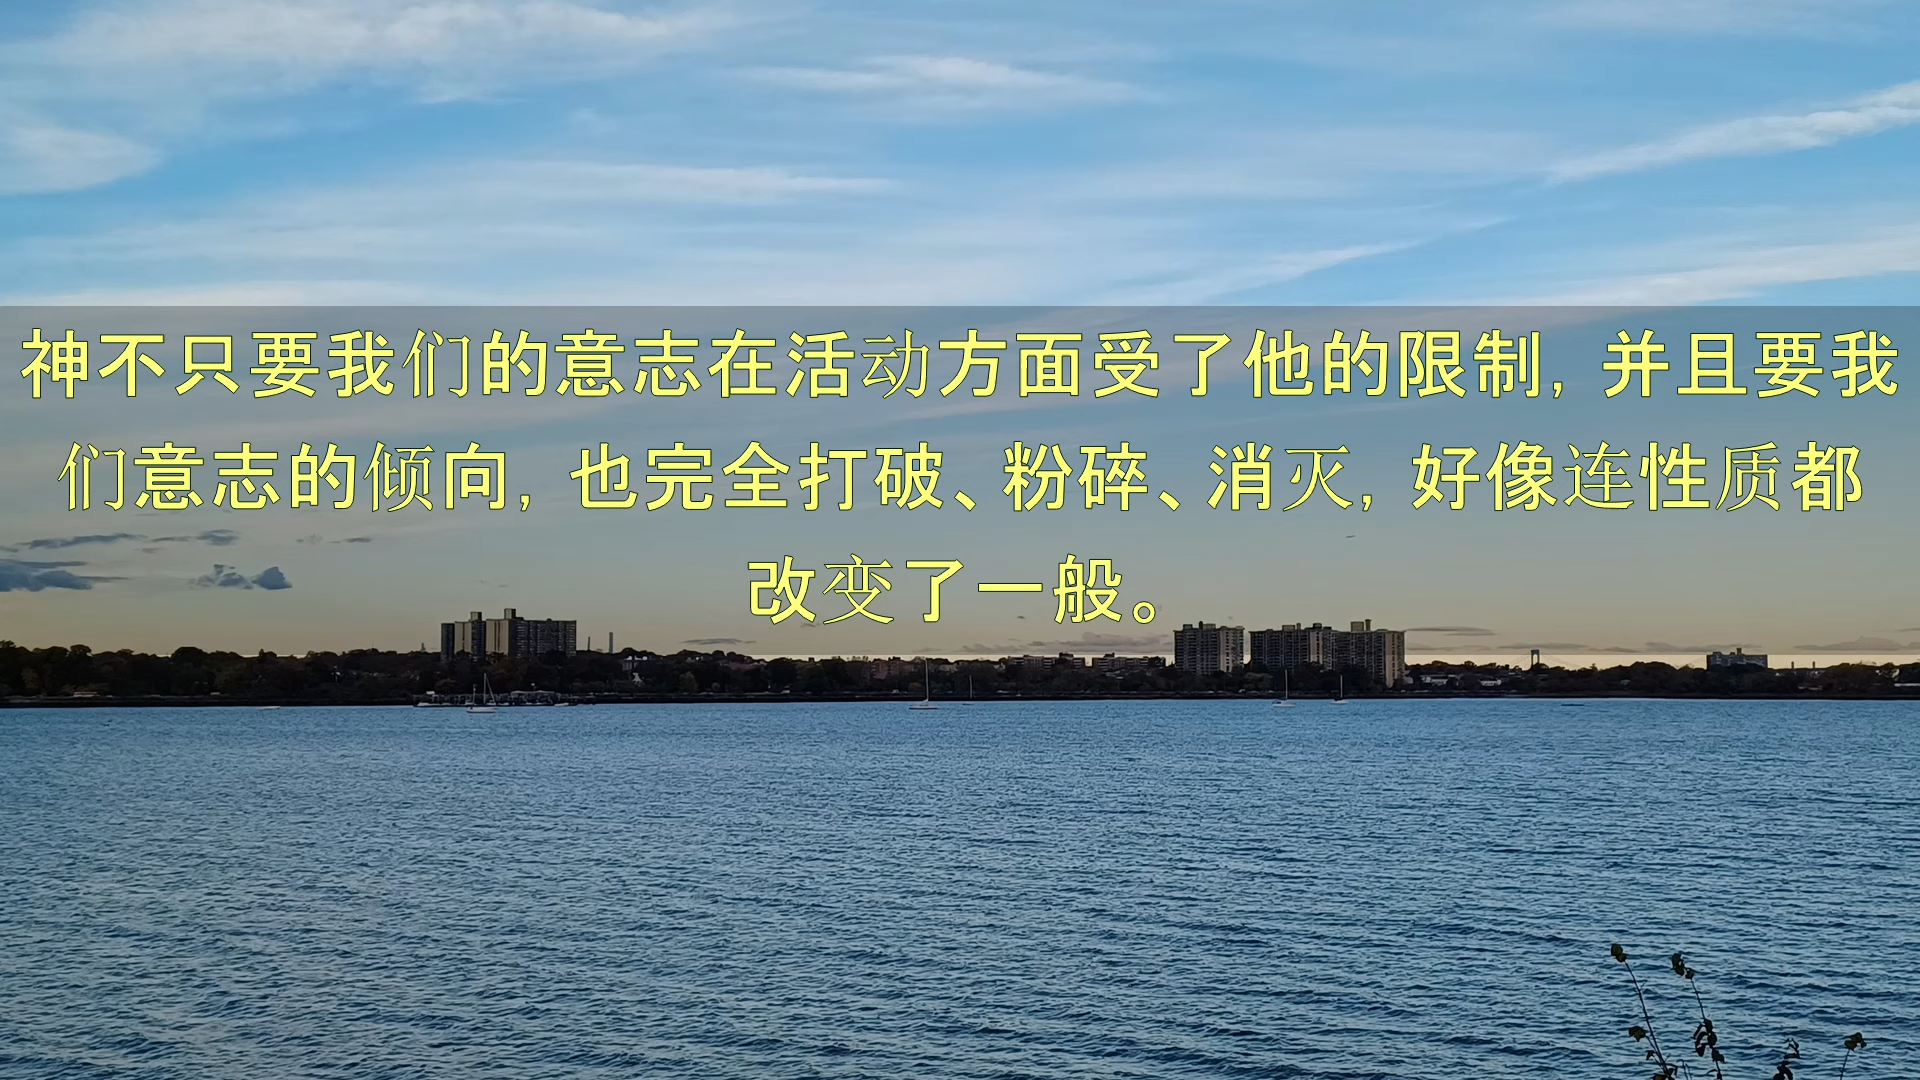 神不只要我们的意志在活动方面受了他的限制, 并且要我
们意志的倾向, 也完全打破、粉碎、消灭, 好像连性质都
改变了一般。